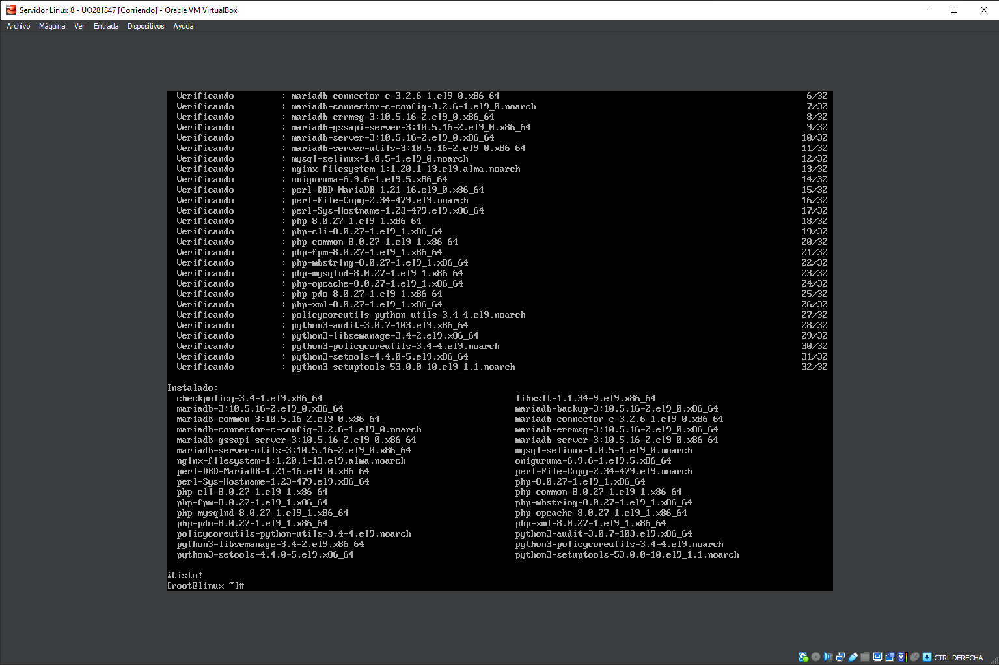 Servidor Linux 8 - UO281847 [Corriendo] - Oracle VM VirtualBox
Archivo Máquina Ver Entrada Dispositivos Ayuda
Verificando : mariadb-connector-c-3.2.6-1.el9_0.x86_64 6/32
Verificando : mariadb-connector-c-config-3.2.6-1.el9_0.noarch 7/32
Verificando : mariadb-errmsg-3:10.5.16-2.el9_0.x86_64 8/32
Verificando : mariadb-gssapi-server-3:10.5.16-2.el9_0.x86_64 9/32
Verificando : mariadb-server-3:10.5.16-2.el9_0.x86_64 10/32
Verificando : mariadb-server-utils-3:10.5.16-2.el9_0.x86_64 11/32
Verificando : mysql-selinux-1.0.5-1.el9_0.noarch 12/32
Verificando : nginx-filesystem-1:1.20.1-13.el9.alma.noarch 13/32
Verificando : oniguruma-6.9.6-1.el9.5.x86_64 14/32
Verificando : perl-DBD-MariaDB-1.21-16.el9_0.x86_64 15/32
Verificando : perl-File-Copy-2.34-479.el9.noarch 16/32
Verificando : perl-Sys-Hostname-1.23-479.el9.x86_64 17/32
Verificando : php-8.0.27-1.el9_1.x86_64 18/32
Verificando : php-cli-8.0.27-1.el9_1.x86_64 19/32
Verificando : php-common-8.0.27-1.el9_1.x86_64 20/32
Verificando : php-fpm-8.0.27-1.el9_1.x86_64 21/32
Verificando : php-mbstring-8.0.27-1.el9_1.x86_64 22/32
Verificando : php-mysqlnd-8.0.27-1.el9_1.x86_64 23/32
Verificando : php-opcache-8.0.27-1.el9_1.x86_64 24/32
Verificando : php-pdo-8.0.27-1.el9_1.x86_64 25/32
Verificando : php-xml-8.0.27-1.el9_1.x86_64 26/32
Verificando : policycoreutils-python-utils-3.4-4.el9.noarch 27/32
Verificando : python3-audit-3.0.7-103.el9.x86_64 28/32
Verificando : python3-libsemanage-3.4-2.el9.x86_64 29/32
Verificando : python3-policycoreutils-3.4-4.el9.noarch 30/32
Verificando : python3-setools-4.4.0-5.el9.x86_64 31/32
Verificando : python3-setuptools-53.0.0-10.el9_1.1.noarch 32/32
Instalado:
checkpolicy-3.4-1.el9.x86_64 libxslt-1.1.34-9.el9.x86_64
mariadb-3:10.5.16-2.el9_0.x86_64 mariadb-backup-3:10.5.16-2.el9_0.x86_64
mariadb-common-3:10.5.16-2.el9_0.x86_64 mariadb-connector-c-3.2.6-1.el9_0.x86_64
mariadb-connector-c-config-3.2.6-1.el9_0.noarch mariadb-errmsg-3:10.5.16-2.el9_0.x86_64
mariadb-gssapi-server-3:10.5.16-2.el9_0.x86_64 mariadb-server-3:10.5.16-2.el9_0.x86_64
mariadb-server-utils-3:10.5.16-2.el9_0.x86_64 mysql-selinux-1.0.5-1.el9_0.noarch
nginx-filesystem-1:1.20.1-13.el9.alma.noarch oniguruma-6.9.6-1.el9.5.x86_64
perl-DBD-MariaDB-1.21-16.el9_0.x86_64 perl-File-Copy-2.34-479.el9.noarch
perl-Sys-Hostname-1.23-479.el9.x86_64 php-8.0.27-1.el9_1.x86_64
php-cli-8.0.27-1.el9_1.x86_64 php-common-8.0.27-1.el9_1.x86_64
php-fpm-8.0.27-1.el9_1.x86_64 php-mbstring-8.0.27-1.el9_1.x86_64
php-mysqlnd-8.0.27-1.el9_1.x86_64 php-opcache-8.0.27-1.el9_1.x86_64
php-pdo-8.0.27-1.el9_1.x86_64 php-xml-8.0.27-1.el9_1.x86_64
policycoreutils-python-utils-3.4-4.el9.noarch python3-audit-3.0.7-103.el9.x86_64
python3-libsemanage-3.4-2.el9.x86_64 python3-policycoreutils-3.4-4.el9.noarch
python3-setools-4.4.0-5.el9.x86_64 python3-setuptools-53.0.0-10.el9_1.1.noarch
¡Listo!
[root@linux ~]#
CTRL DERECHA